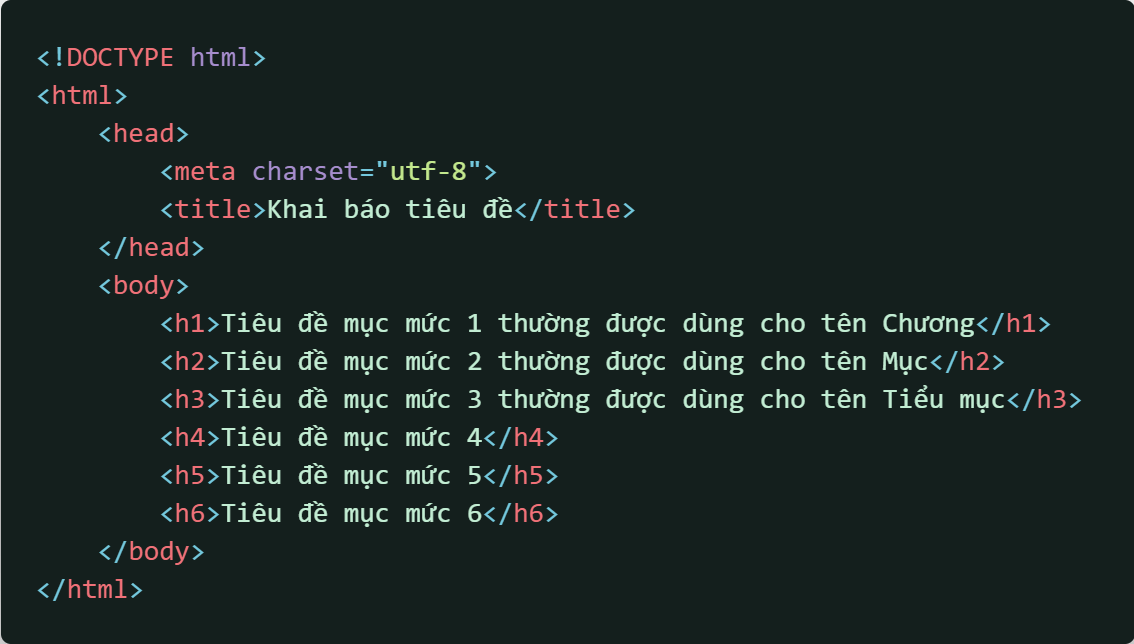 <!DOCTYPE html>
<html>
    <head>
        <meta charset="utf-8">
        <title>Khai báo tiêu đề</title>
    </head>
    <body>
        <h1>Tiêu đề mục mức 1 thường được dùng cho tên Chương</h1>
        <h2>Tiêu đề mục mức 2 thường được dùng cho tên Mục</h2>
        <h3>Tiêu đề mục mức 3 thường được dùng cho tên Tiểu mục</h3>
        <h4>Tiêu đề mục mức 4</h4>
        <h5>Tiêu đề mục mức 5</h5>
        <h6>Tiêu đề mục mức 6</h6>
    </body>
</html>